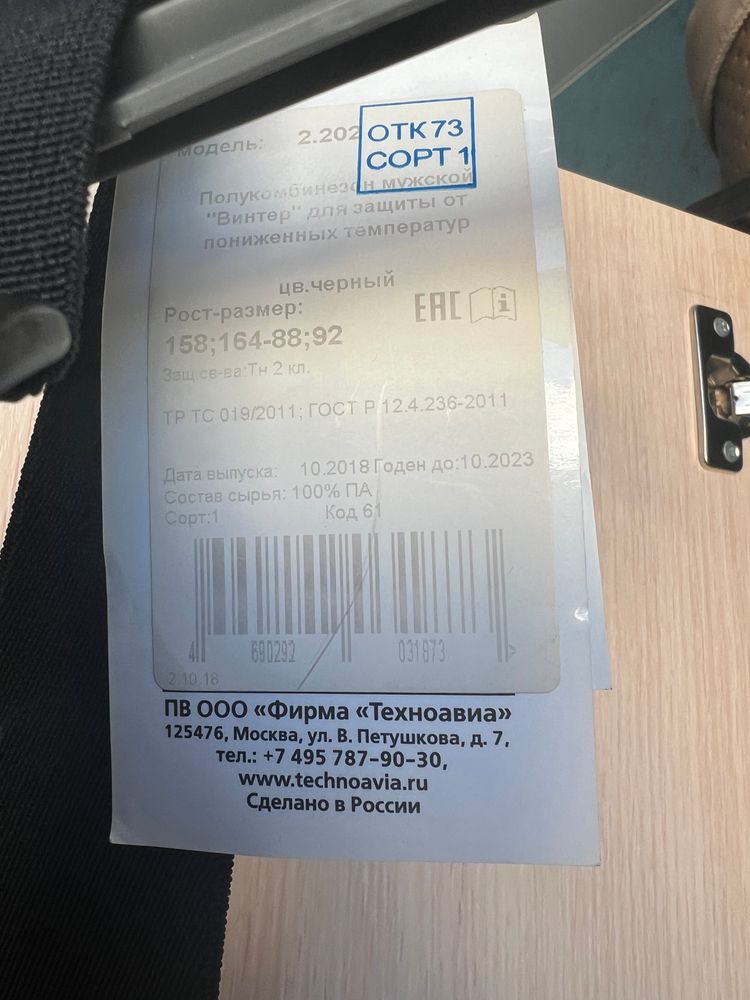 Модель: 2.202
ОТК 73
СОРТ 1
Полукомбинезон мужской
"Винтер" для защиты от
пониженных температур
цв.черный
Рост-размер:
ЕАС
158;164-88;92
Защ.св-ва:Тн 2 кл.
ТР ТС 019/2011; ГОСТ Р 12.4.236-2011
Дата выпуска: 10.2018 Годен до:10.2023
Состав сырья: 100% ПА
Сорт:1 Код 61
4 690292 031873 >
2.10.18
ПВ ООО «Фирма «Техноавиа»
125476, Москва, ул. В. Петушкова, д. 7,
тел.: +7 495 787-90-30,
www.technoavia.ru
Сделано в России